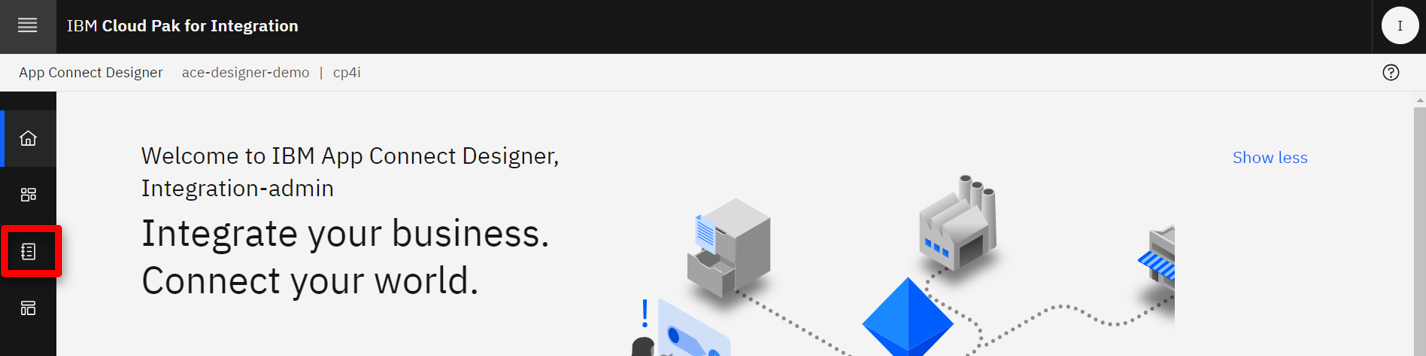 IBM Cloud Pak for Integration
I
App Connect Designer ace-designer-demo | cp4i
Welcome to IBM App Connect Designer,
Integration-admin
Show less
Integrate your business.
Connect your world.
!